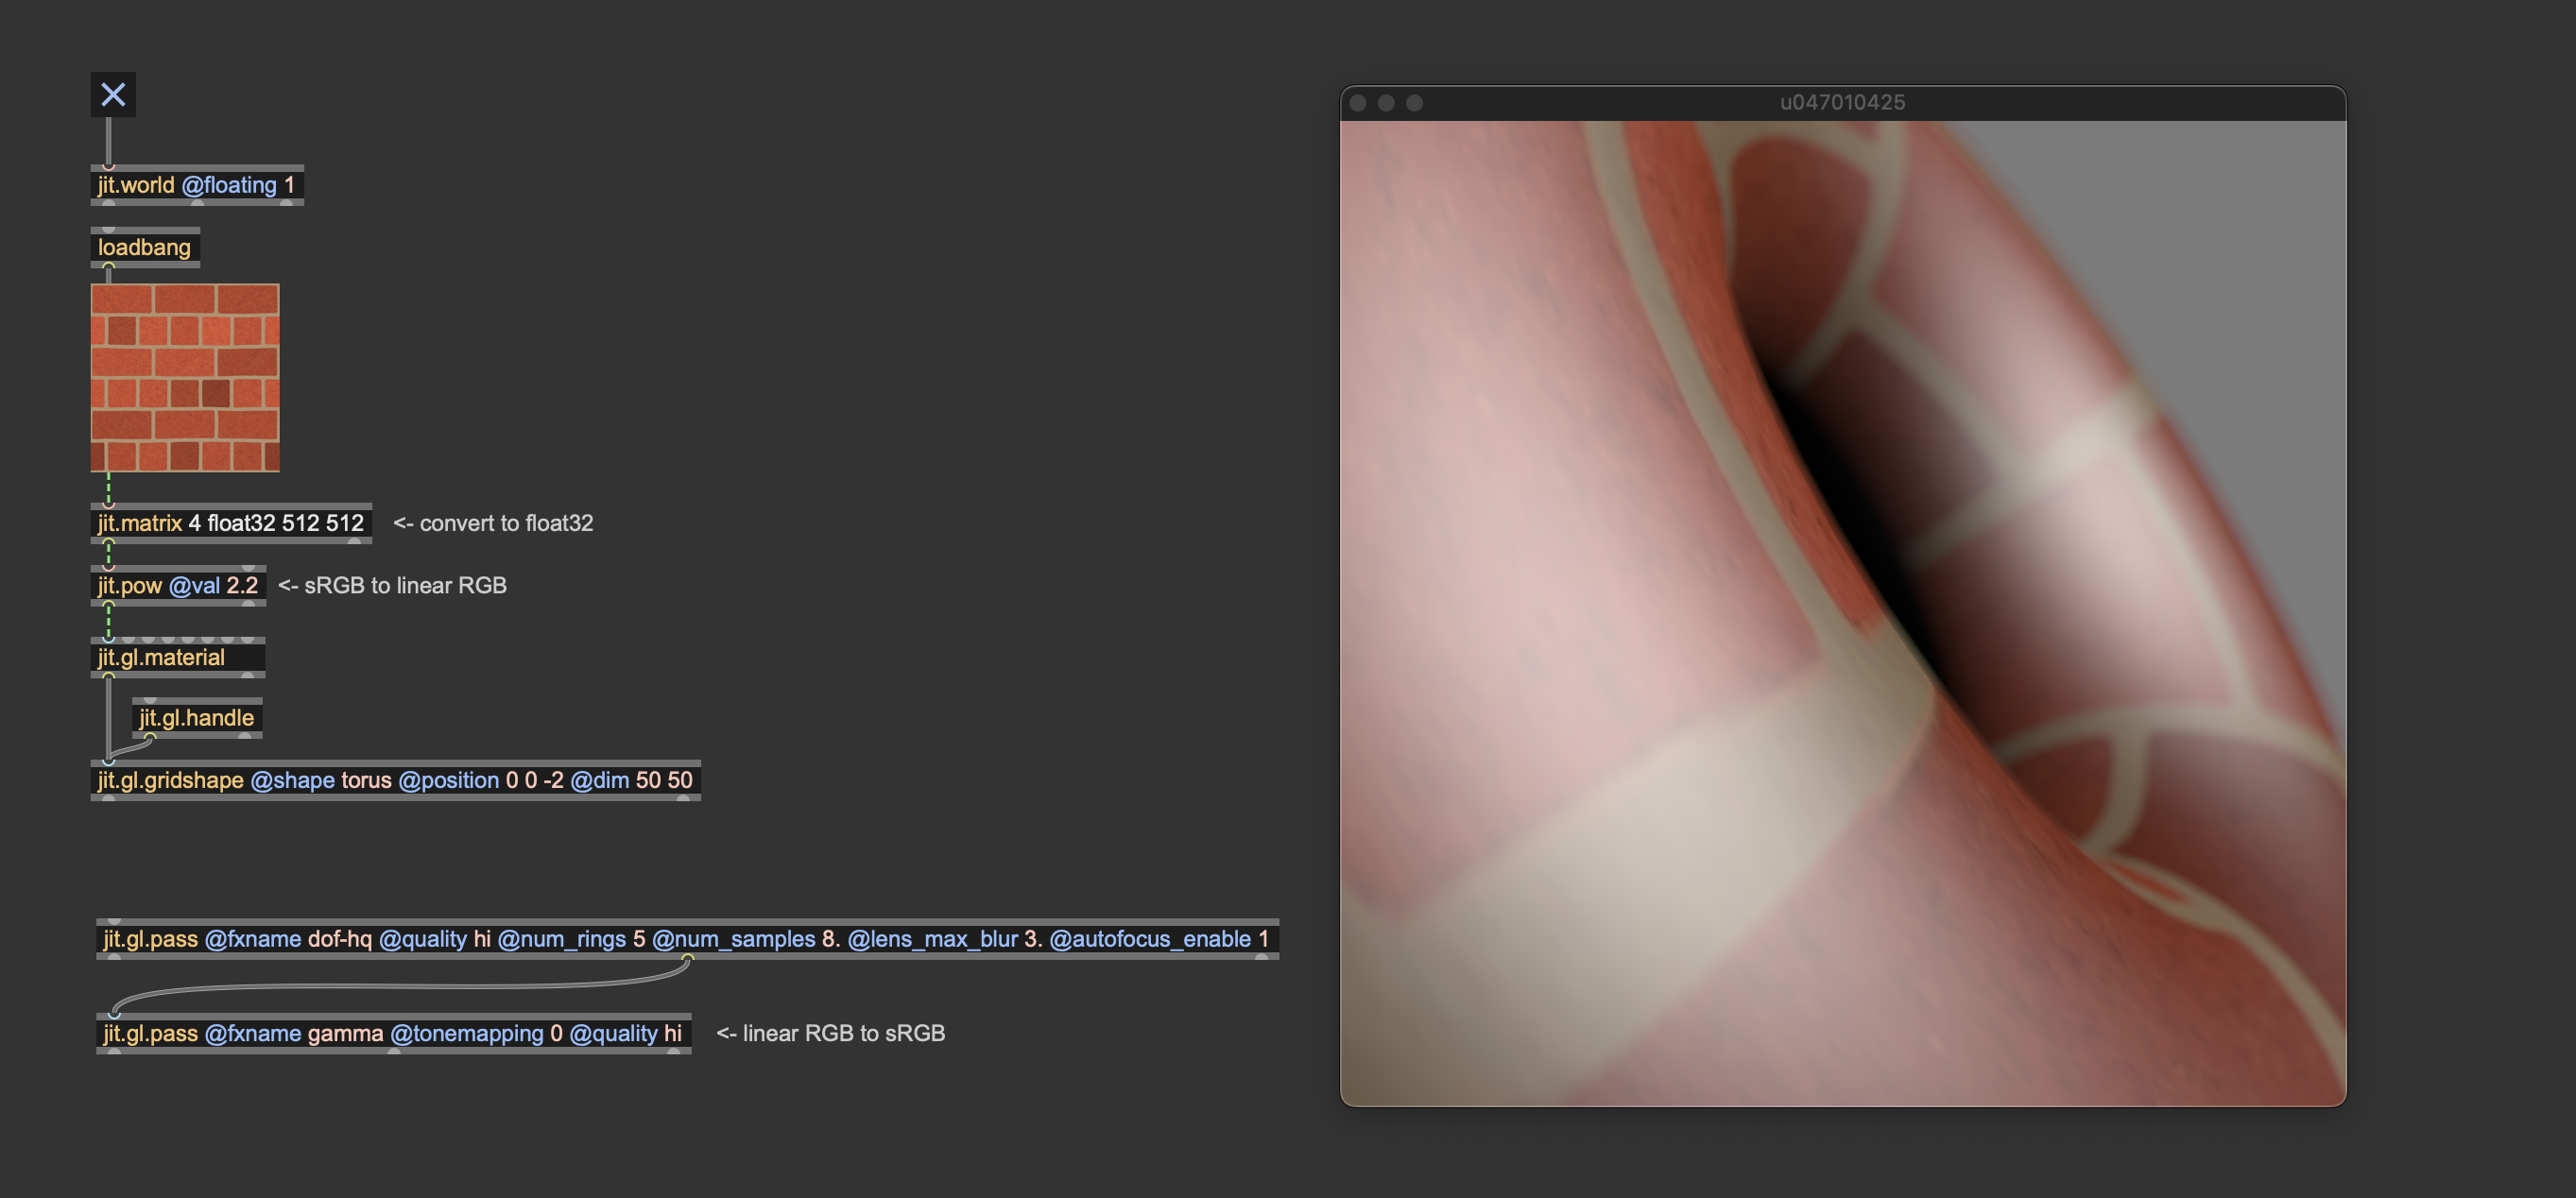 jit.world @floating 1
loadbang
jit.matrix 4 float32 512 512
<- convert to float32
jit.pow @val 2.2
<- sRGB to linear RGB
jit.gl.material
jit.gl.handle
jit.gl.gridshape @shape torus @position 0 0 -2 @dim 50 50
jit.gl.pass @fxname dof-hq @quality hi @num_rings 5 @num_samples 8. @lens_max_blur 3. @autofocus_enable 1
jit.gl.pass @fxname gamma @tonemapping 0 @quality hi
<- linear RGB to sRGB
u047010425